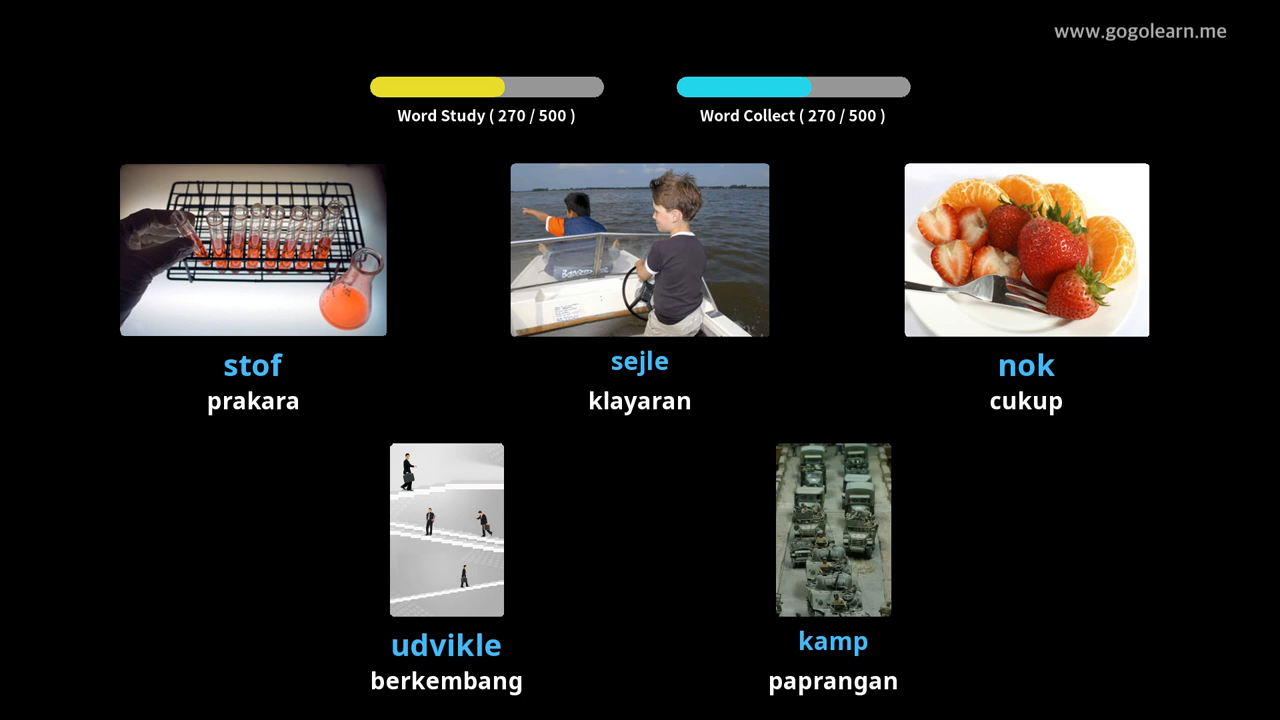 www.gogolearn.me
Word Study ( 270 / 500 )
Word Collect ( 270 / 500 )
stof
prakara
sejle
klayaran
nok
cukup
udvikle
berkembang
kamp
paprangan